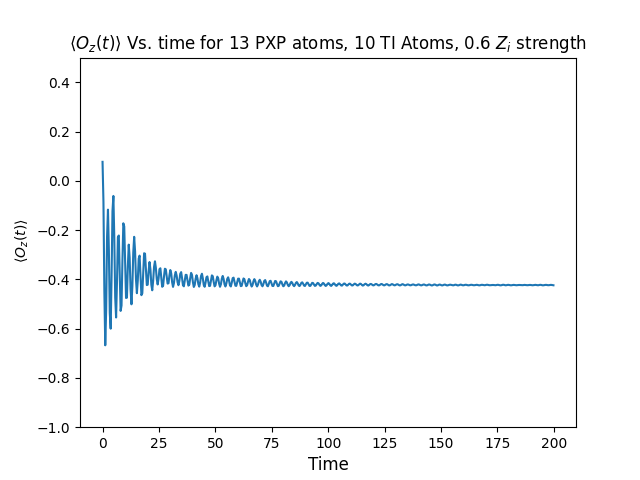 ⟨O_z(t)⟩ Vs. time for 13 PXP atoms, 10 TI Atoms, 0.6 Z_i strength
0.4
0.2
0.0
−0.2
−0.4
−0.6
−0.8
−1.0
⟨O_z(t)⟩
0 25 50 75 100 125 150 175 200
Time